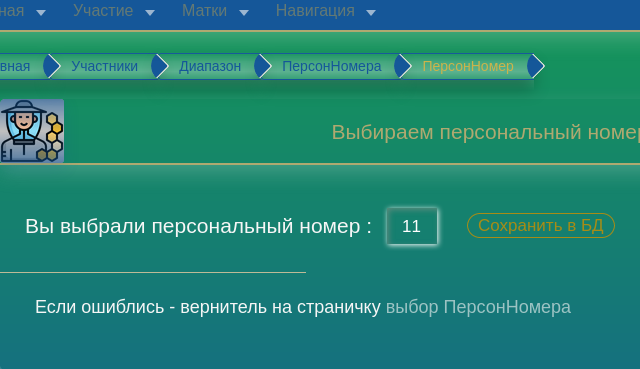 ная Участие Матки Навигация
вная Участники Диапазон ПерсонНомера ПерсонНомер
Выбираем персональный номер
Вы выбрали персональный номер : 11 Сохранить в БД
Если ошиблись - вернитель на страничку выбор ПерсонНомера